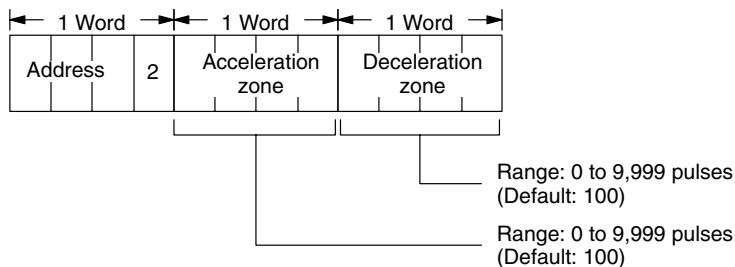 1 Word 1 Word 1 Word
Address 2 Acceleration zone Deceleration zone
Range: 0 to 9,999 pulses
(Default: 100)
Range: 0 to 9,999 pulses
(Default: 100)